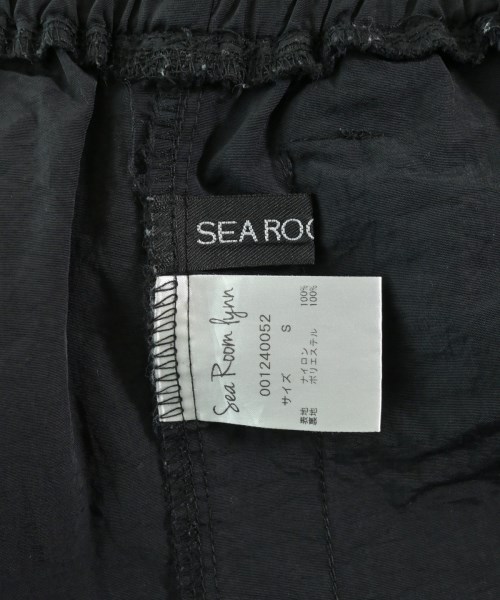 SEA ROO
Sea Room lynn
001240052
サイズ S
表地 ナイロン 100%
裏地 ポリエステル 100%